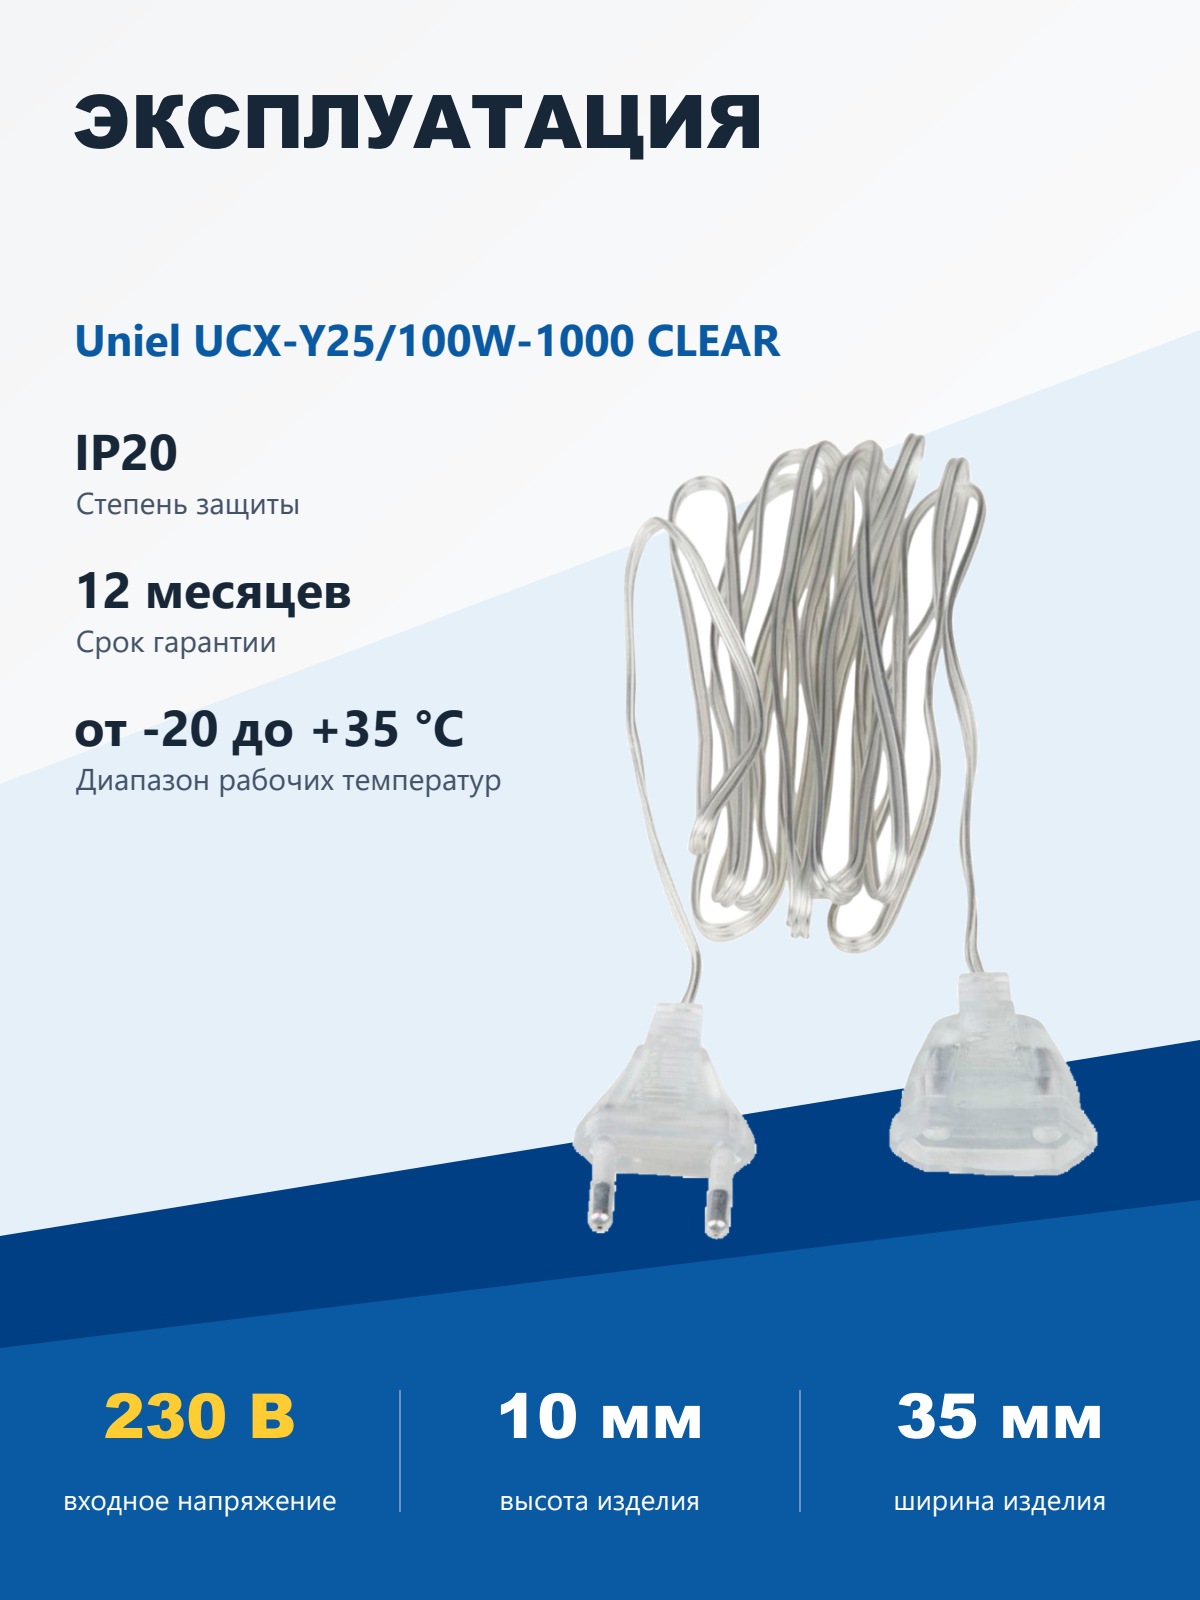 ЭКСПЛУАТАЦИЯ
Uniel UCX-Y25/100W-1000 CLEAR
IP20
Степень защиты
12 месяцев
Срок гарантии
от -20 до +35 °C
Диапазон рабочих температур
230 В
входное напряжение
10 мм
высота изделия
35 мм
ширина изделия